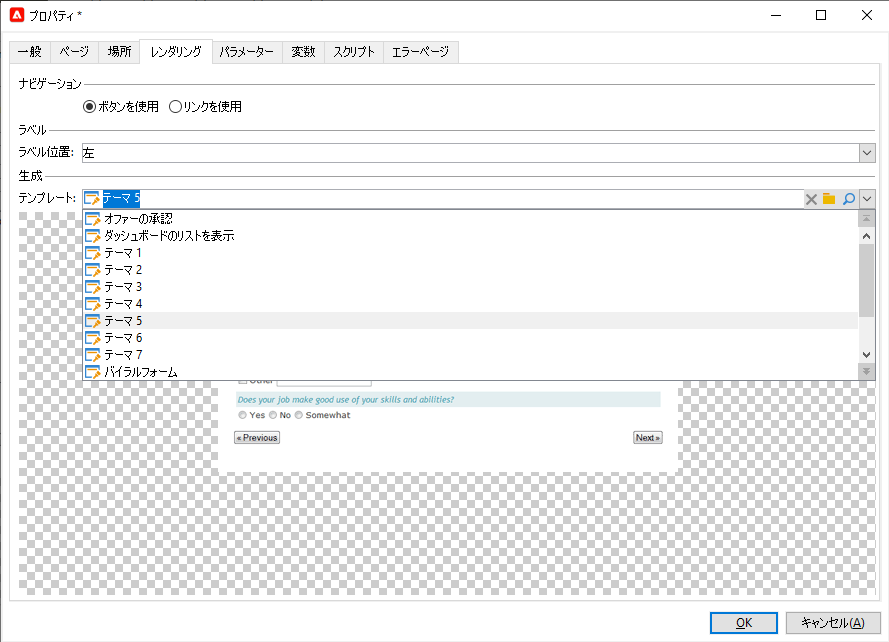 プロパティ *
一般 ページ 場所 レンダリング パラメーター 変数 スクリプト エラーページ
ナビゲーション
ボタンを使用 リンクを使用
ラベル
ラベル位置: 左
生成
テンプレート: テーマ 5
オファーの承認
ダッシュボードのリストを表示
テーマ 1
テーマ 2
テーマ 3
テーマ 4
テーマ 5
テーマ 6
テーマ 7
バイラルフォーム
Other
Does your job make good use of your skills and abilities?
Yes No Somewhat
« Previous Next »
OK キャンセル(A)